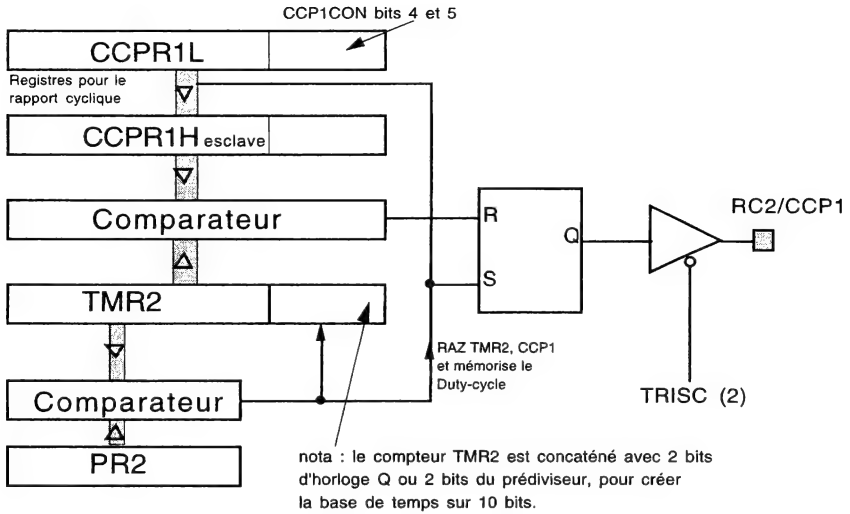 CCP1CON bits 4 et 5
CCPR1L
Registres pour le
rapport cyclique
CCPR1H esclave
Comparateur
R
Q
RC2/CCP1
S
TMR2
RAZ TMR2, CCP1
et mémorise le
Duty-cycle
TRISC (2)
Comparateur
PR2
nota : le compteur TMR2 est concaténé avec 2 bits
d'horloge Q ou 2 bits du prédiviseur, pour créer
la base de temps sur 10 bits.